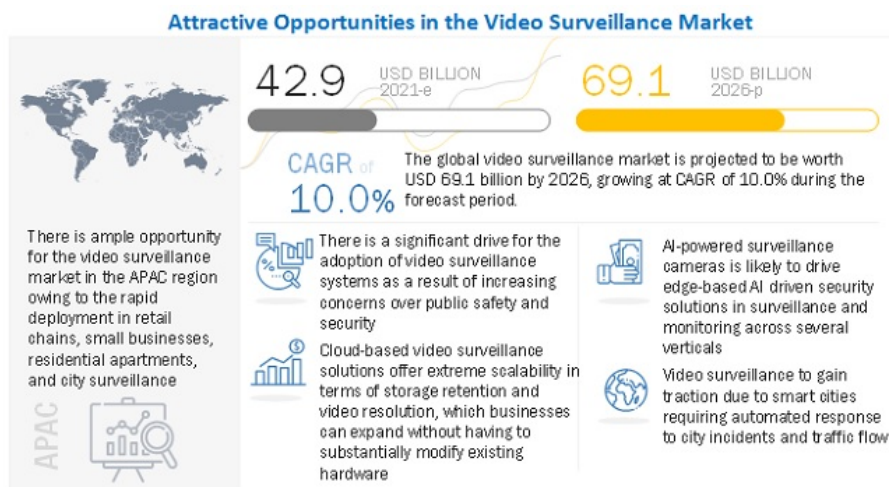 Attractive Opportunities in the Video Surveillance Market
42.9
USD BILLION
2021-e
69.1
USD BILLION
2026-p
CAGR of
10.0%
The global video surveillance market is projected to be worth
USD 69.1 billion by 2026, growing at CAGR of 10.0% during the
forecast period.
There is ample opportunity
for the video surveillance
market in the APAC region
owing to the rapid
deployment in retail
chains, small businesses,
residential apartments,
and city surveillance
APAC
There is a significant drive for the
adoption of video surveillance
systems as a result of increasing
concerns over public safety and
security
Cloud-based video surveillance
solutions offer extreme scalability in
terms of storage retention and
video resolution, which businesses
can expand without having to
substantially modify existing
hardware
AI-powered surveillance
cameras is likely to drive
edge-based AI driven security
solutions in surveillance and
monitoring across several
verticals
Video surveillance to gain
traction due to smart cities
requiring automated response
to city incidents and traffic flow